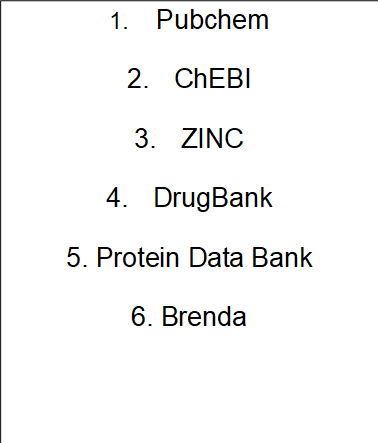 1. Pubchem
2. ChEBI
3. ZINC
4. DrugBank
5. Protein Data Bank
6. Brenda